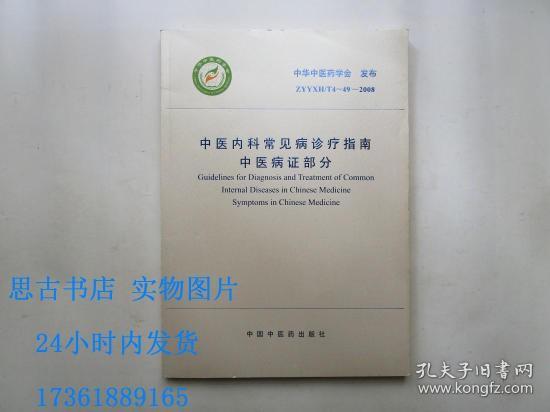 中华中医药学会 发布
ZYYXH/T4~49-2008
中医内科常见病诊疗指南
中医病证部分
Guidelines for Diagnosis and Treatment of Common
Internal Diseases in Chinese Medicine
Symptoms in Chinese Medicine
中国中医药出版社
思古书店 实物图片
24小时内发货
17361889165
孔夫子旧书网
www.kongfz.com